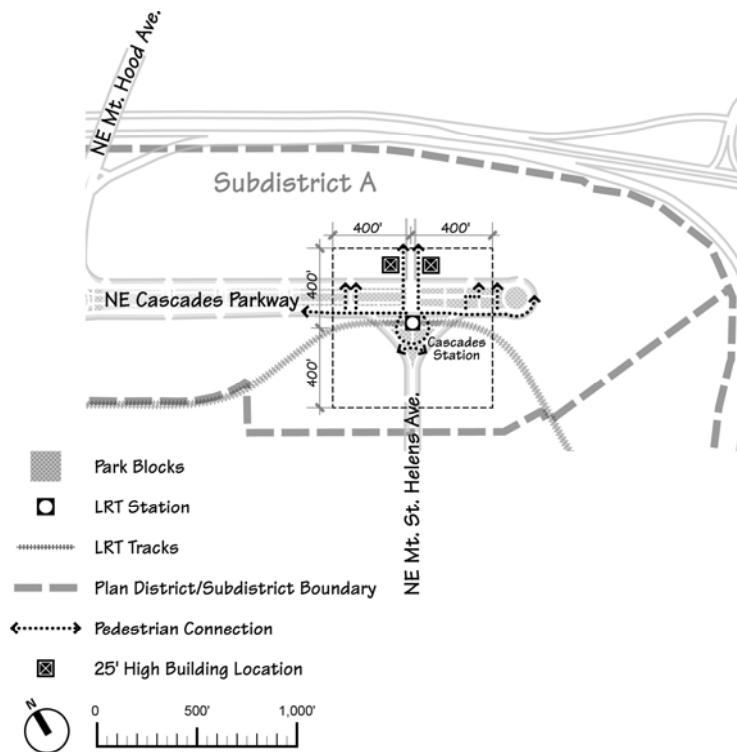 NE Mt. Hood Ave.
Subdistrict A
400'
400'
400'
NE Cascades Parkway
Cascades
Station
400'
NE Mt. St. Helens Ave.
Park Blocks
LRT Station
LRT Tracks
Plan District/Subdistrict Boundary
Pedestrian Connection
25' High Building Location
N
0
500'
1,000'